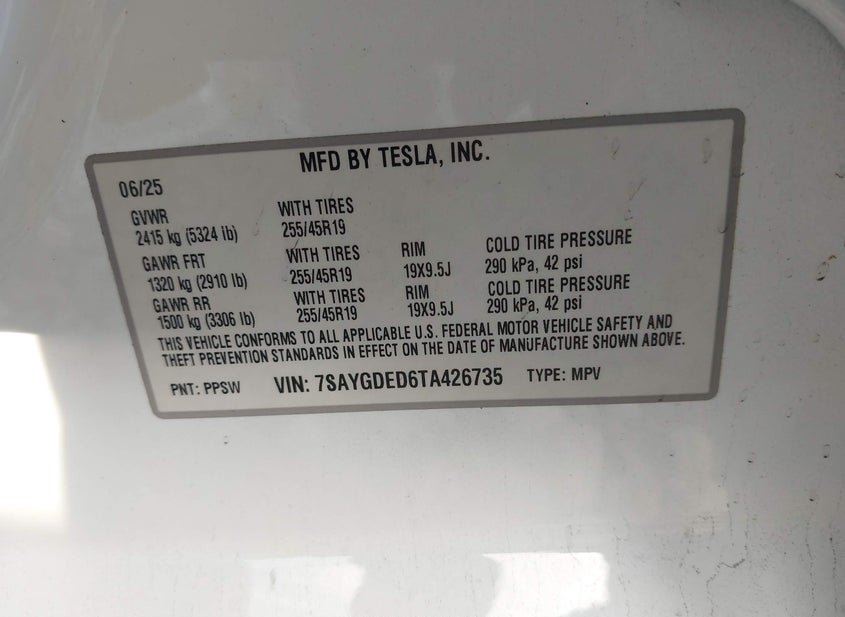 MFD BY TESLA, INC.
06/25
GVWR WITH TIRES
2415 kg (5324 lb) 255/45R19
GAWR FRT WITH TIRES RIM COLD TIRE PRESSURE
1320 kg (2910 lb) 255/45R19 19X9.5J 290 kPa, 42 psi
GAWR RR WITH TIRES RIM COLD TIRE PRESSURE
1500 kg (3306 lb) 255/45R19 19X9.5J 290 kPa, 42 psi
THIS VEHICLE CONFORMS TO ALL APPLICABLE U.S. FEDERAL MOTOR VEHICLE SAFETY AND
THEFT PREVENTION STANDARDS IN EFFECT ON THE DATE OF MANUFACTURE SHOWN ABOVE.
PNT: PPSW VIN: 7SAYGDED6TA426735 TYPE: MPV